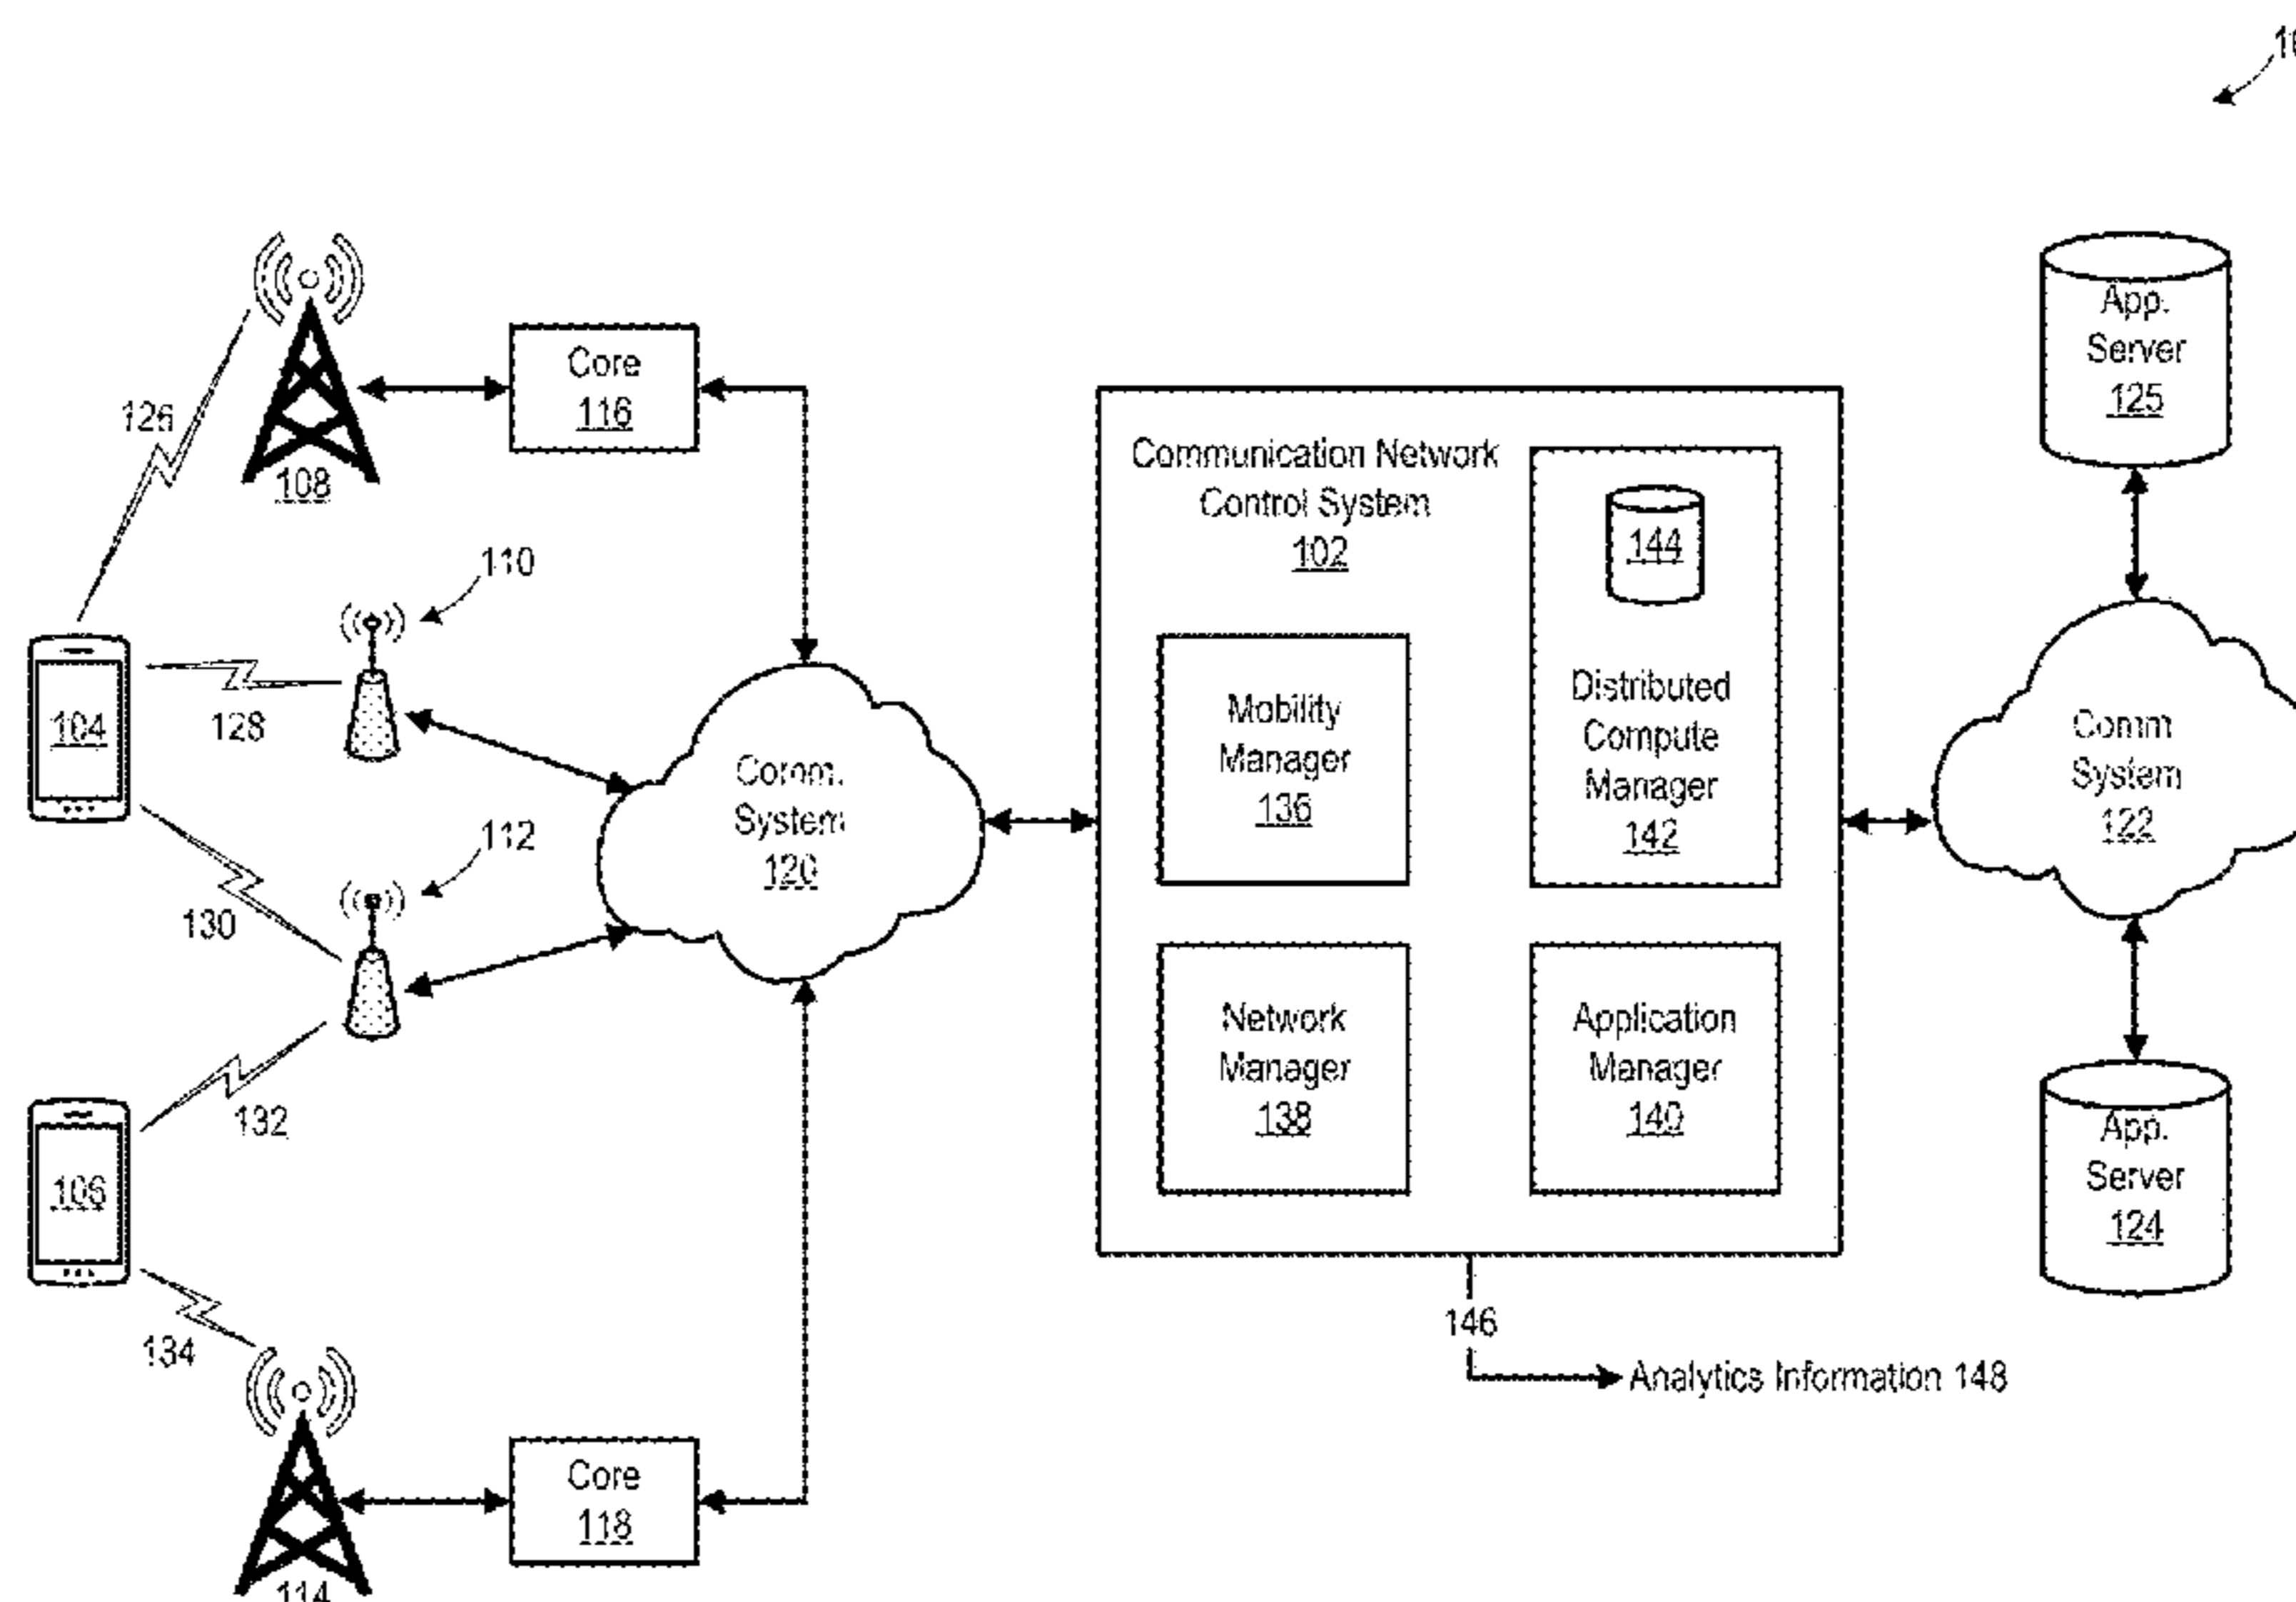 126
108
Core
116
110
104
128
112
130
132
106
134
114
Core
118
Comm.
System
120
Communication Network
Control System
102
144
Mobility
Manager
136
Distributed
Compute
Manager
142
Network
Manager
138
Application
Manager
140
146
Analytics Information 148
App.
Server
125
Comm
System
122
App.
Server
124